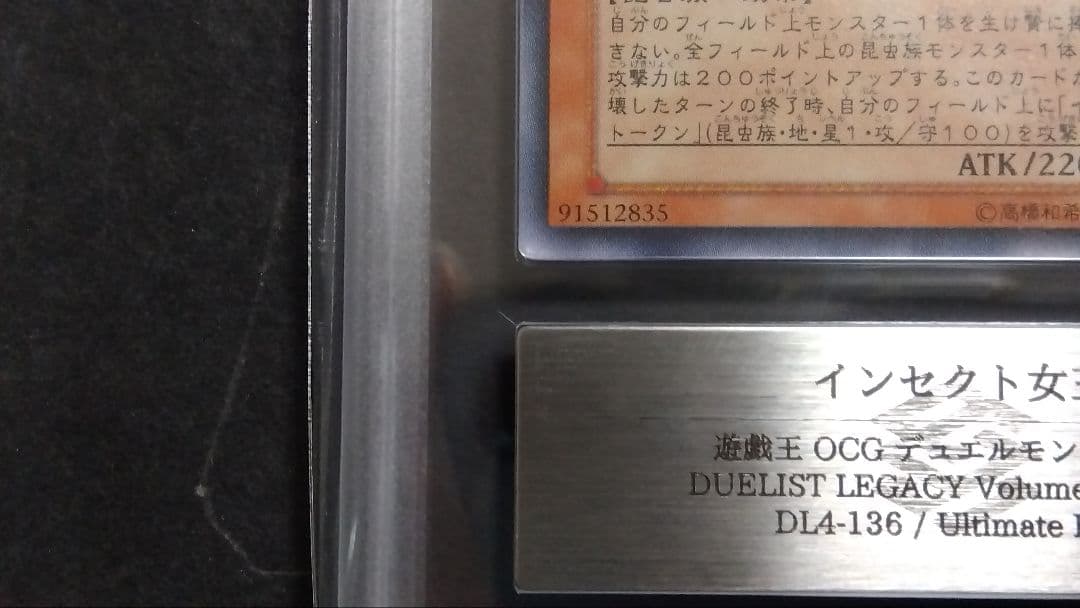 自分のフィールド上モンスター1体を生け贄に
きない。全フィールド上の昆虫族モンスター1体
攻撃力は200ポイントアップする。このカードが
壊したターンの終了時、自分のフィールド上に「イ
トークン」(昆虫族・地・星1・攻/守100)を攻撃
ATK/220
91512835
©高橋和希
インセクト女王
遊戯王 OCG デュエルモン
DUELIST LEGACY Volume
DL4-136 / Ultimate